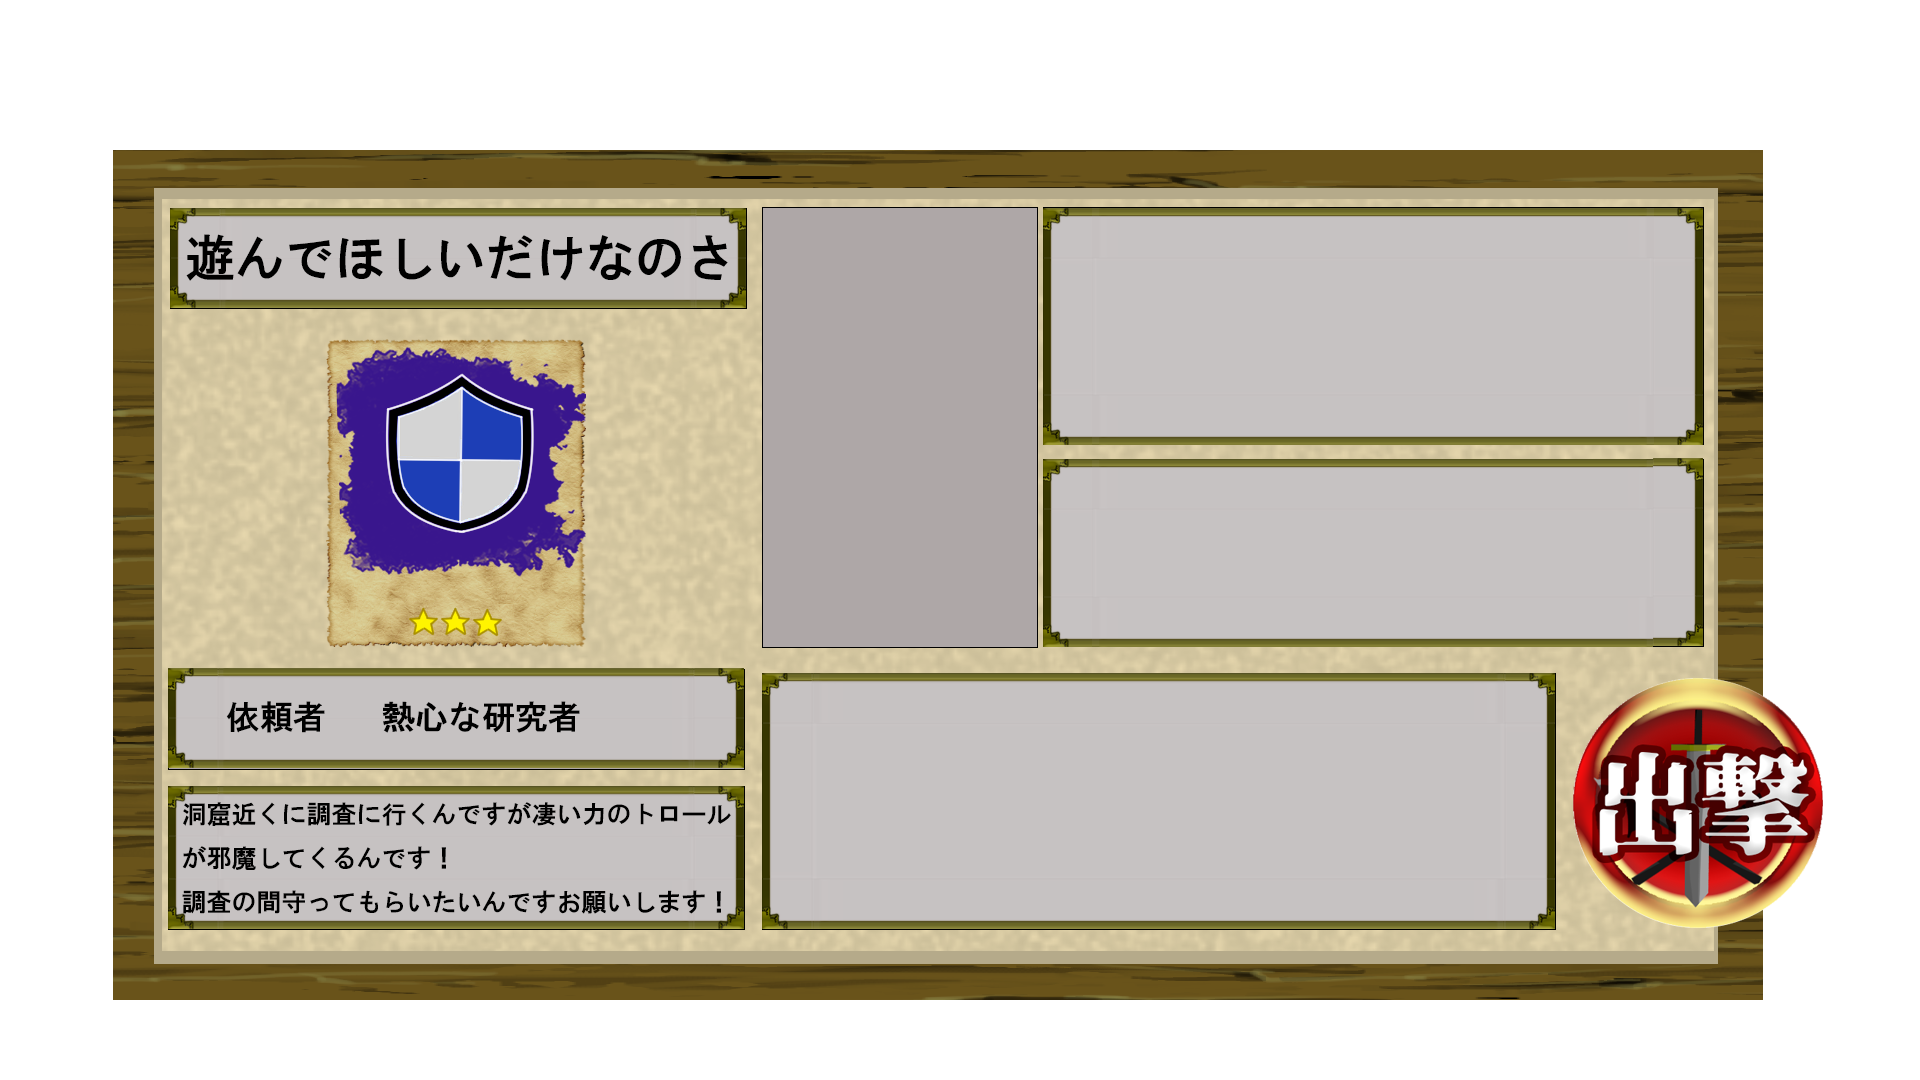 遊んでほしいだけなのさ
依頼者 熱心な研究者
洞窟近くに調査に行くんですが凄い力のトロール
が邪魔してくるんです！
調査の間守ってもらいたいんですお願いします！
出撃